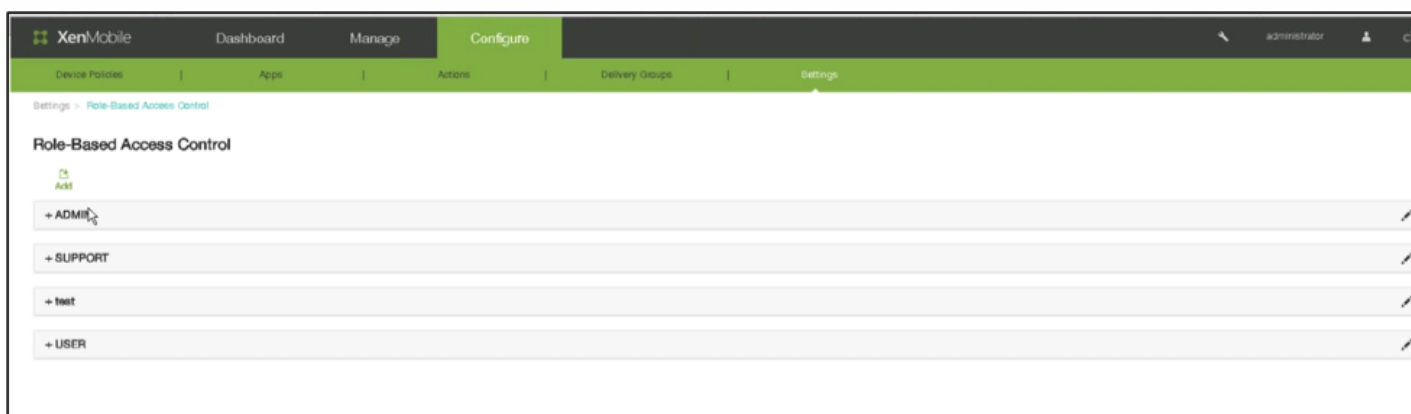 XenMobile Dashboard Manage Configure administrator
Device Policies | Apps | Actions | Delivery Groups | Settings
Settings > Role-Based Access Control
Role-Based Access Control
Add
+ ADMIN
+ SUPPORT
+ test
+ USER